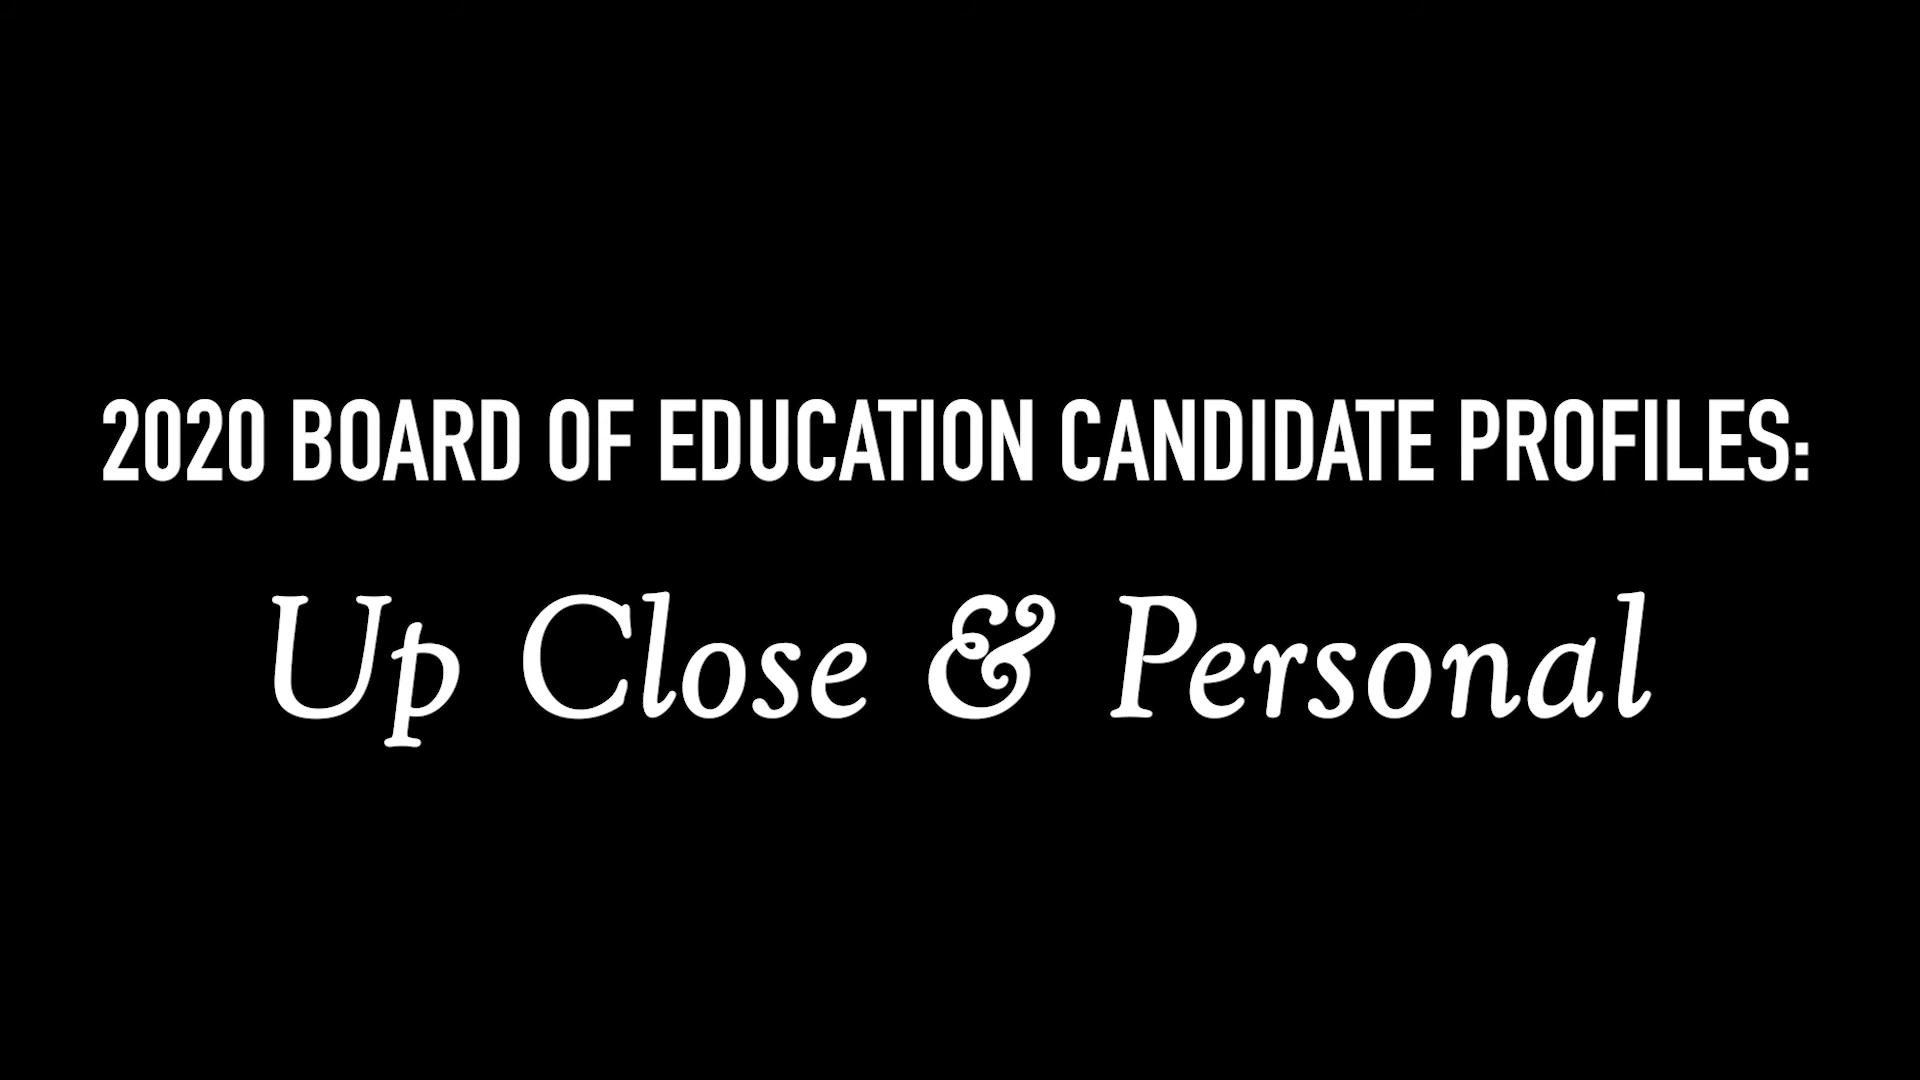 2020 BOARD OF EDUCATION CANDIDATE PROFILES:
Up Close & Personal